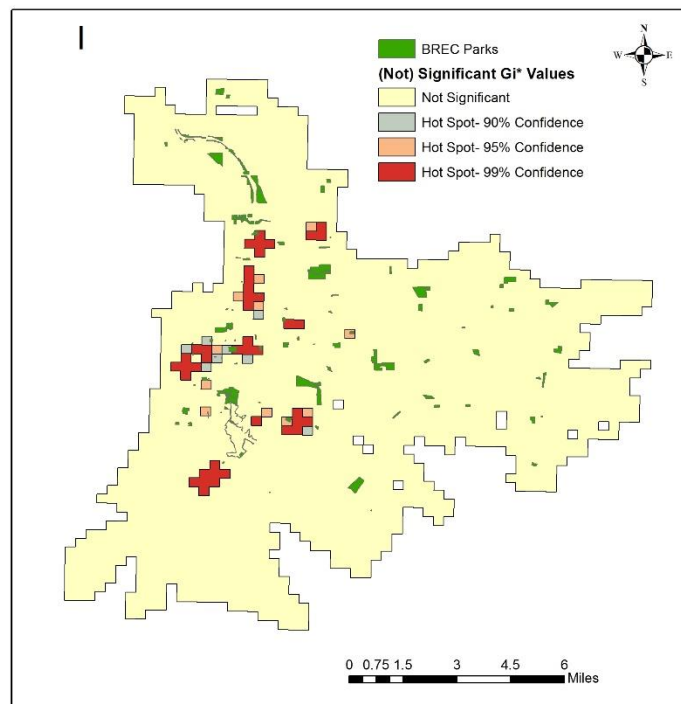 I
N
W E
S
BREC Parks
(Not) Significant Gi* Values
Not Significant
Hot Spot- 90% Confidence
Hot Spot- 95% Confidence
Hot Spot- 99% Confidence
0 0.75 1.5 3 4.5 6
Miles